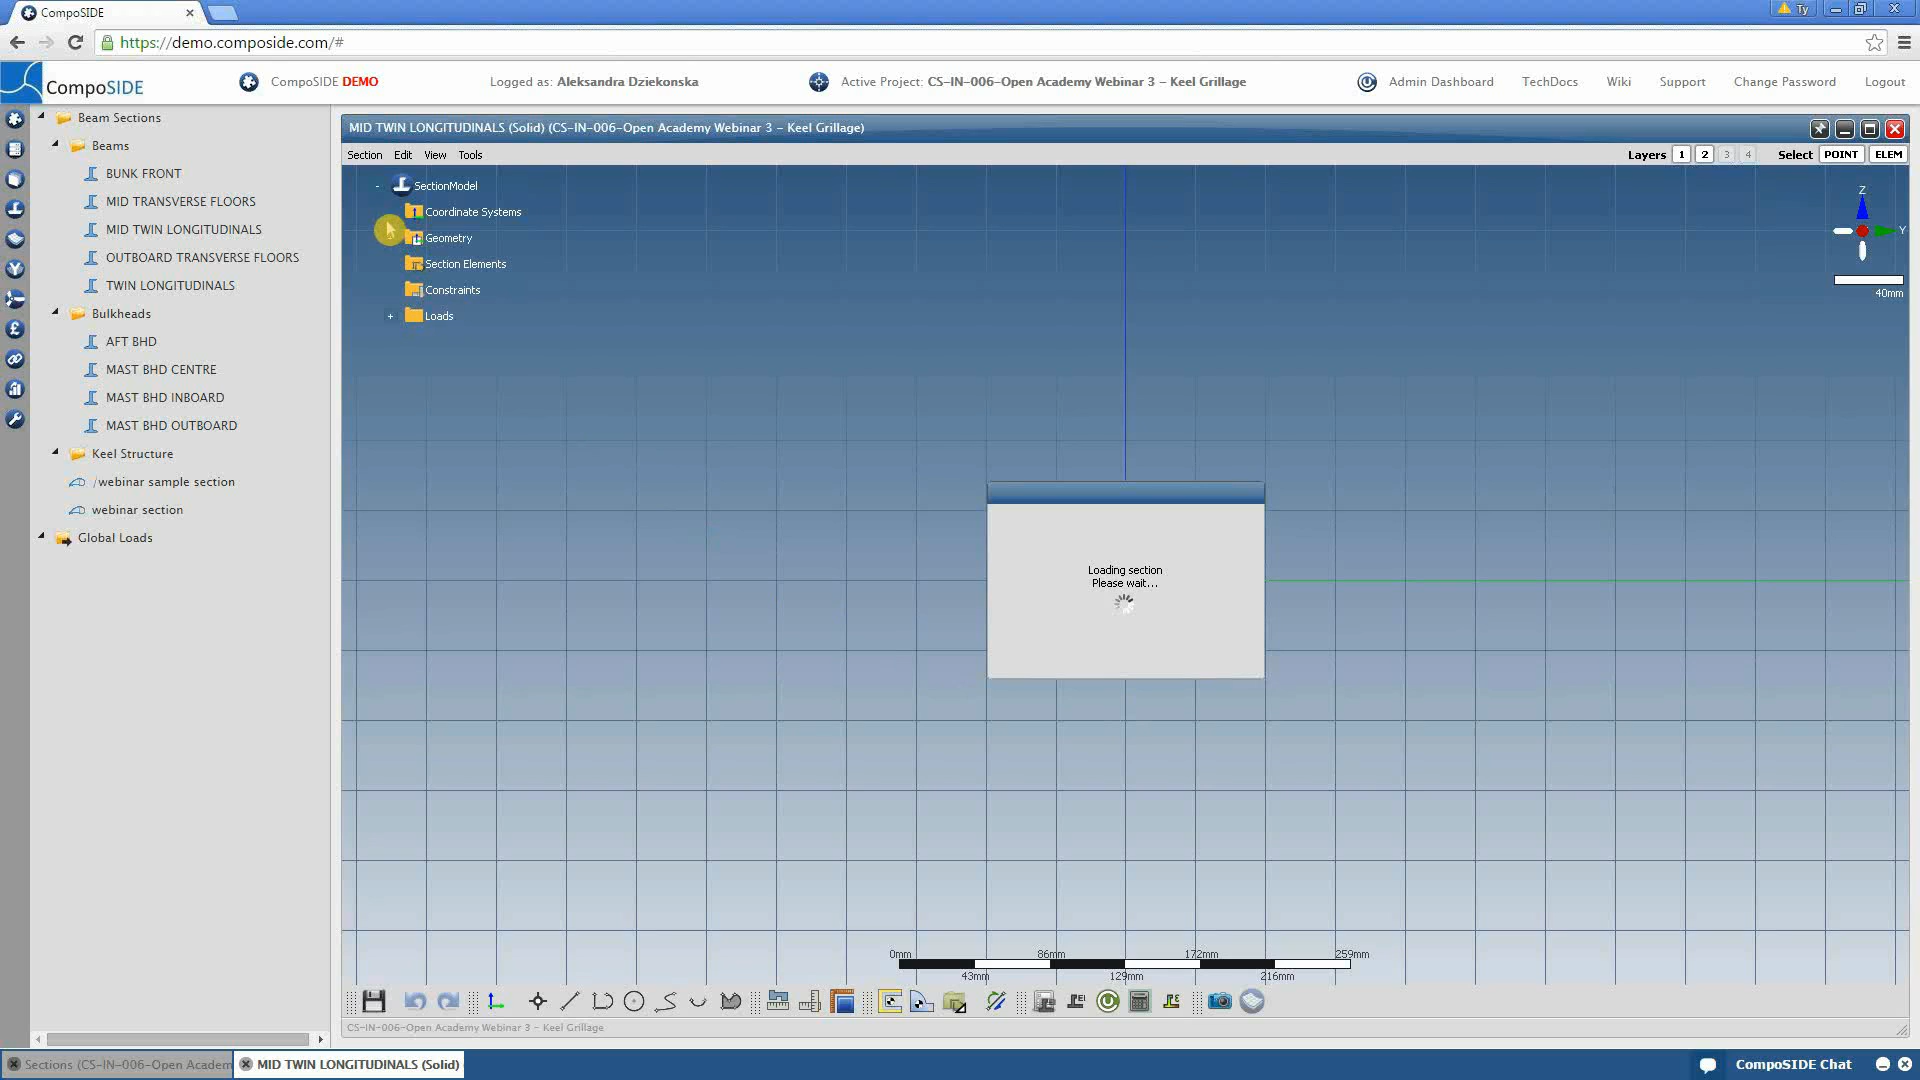 CompoSIDE
Ty
https://demo.composide.com/#
CompoSIDE
CompoSIDE DEMO
Logged as: Aleksandra Dziekonska
Active Project: CS-IN-006-Open Academy Webinar 3 - Keel Grillage
Admin Dashboard
TechDocs
Wiki
Support
Change Password
Logout
Beam Sections
Beams
BUNK FRONT
MID TRANSVERSE FLOORS
MID TWIN LONGITUDINALS
OUTBOARD TRANSVERSE FLOORS
TWIN LONGITUDINALS
Bulkheads
AFT BHD
MAST BHD CENTRE
MAST BHD INBOARD
MAST BHD OUTBOARD
Keel Structure
/webinar sample section
webinar section
Global Loads
MID TWIN LONGITUDINALS (Solid) (CS-IN-006-Open Academy Webinar 3 - Keel Grillage)
Section Edit View Tools
Layers 1 2 3 4 Select POINT ELEM
SectionModel
Coordinate Systems
Geometry
Section Elements
Constraints
Loads
Z
Y
40mm
Loading section
Please wait...
0mm 86mm 172mm 259mm
43mm 129mm 216mm
CS-IN-006-Open Academy Webinar 3 - Keel Grillage
Sections (CS-IN-006-Open Academ
MID TWIN LONGITUDINALS (Solid)
CompoSIDE Chat